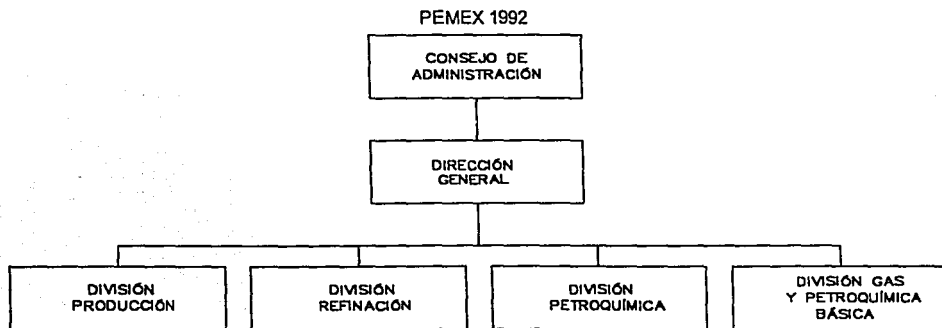 PEMEX 1992
CONSEJO DE
ADMINISTRACIÓN
DIRECCIÓN
GENERAL
DIVISIÓN
PRODUCCIÓN
DIVISIÓN
REFINACIÓN
DIVISIÓN
PETROQUÍMICA
DIVISIÓN GAS
Y PETROQUÍMICA
BÁSICA